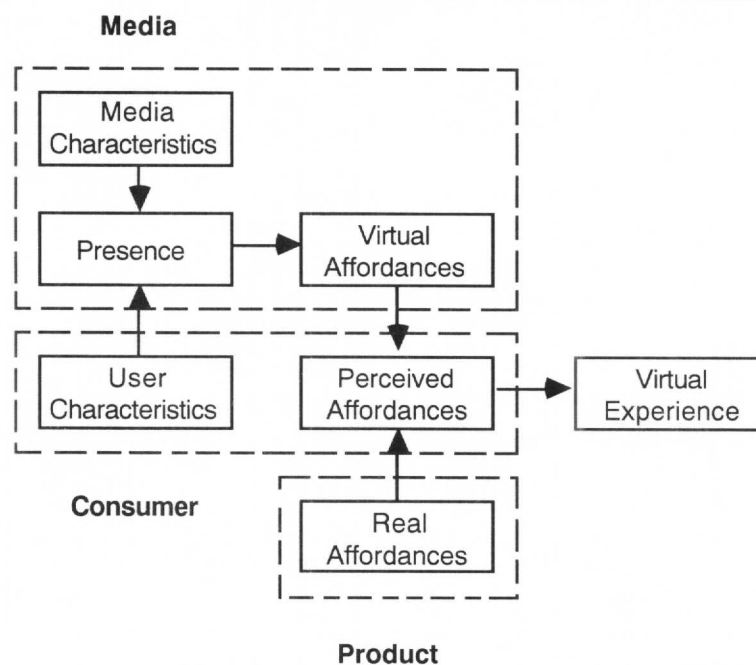 Media
Media
Characteristics
Presence
Virtual
Affordances
User
Characteristics
Perceived
Affordances
Virtual
Experience
Consumer
Real
Affordances
Product